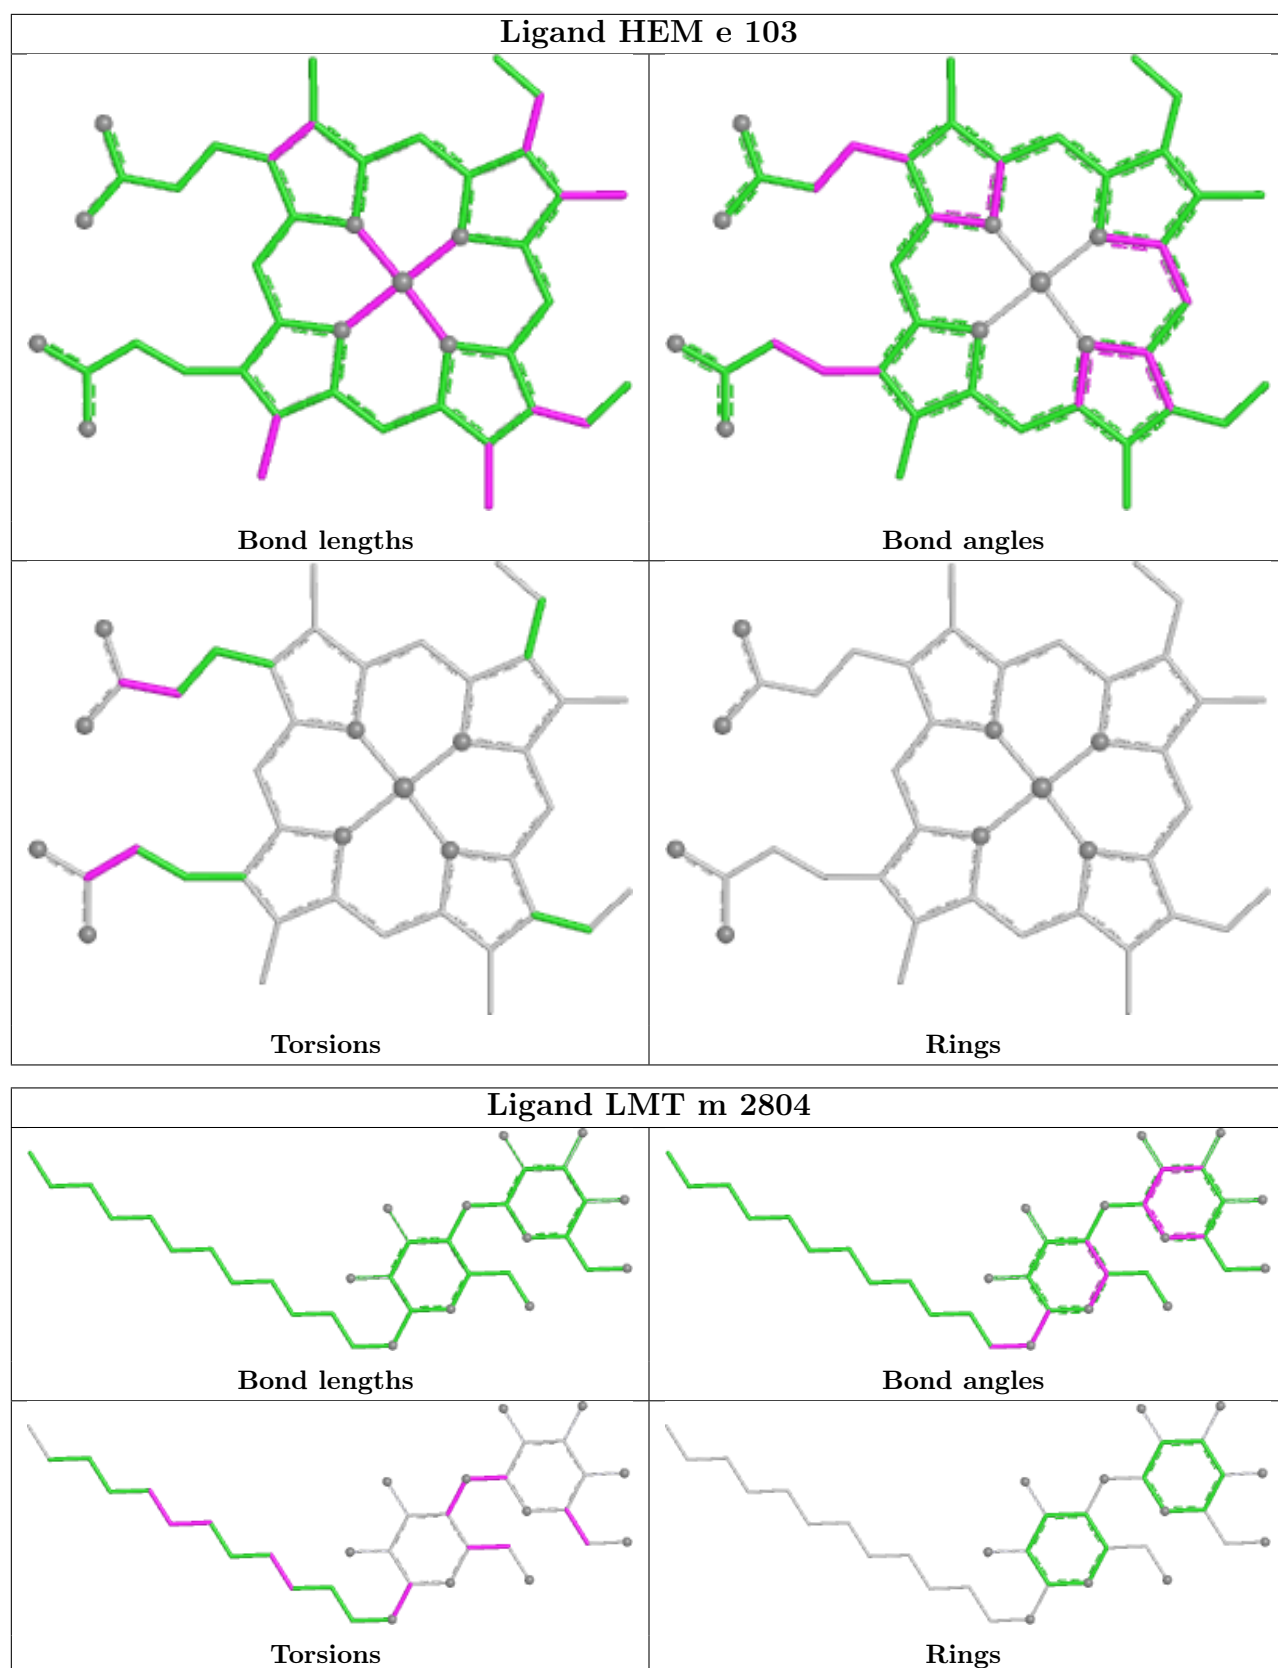 Ligand HEM e 103
Bond lengths
Bond angles
Torsions
Rings
Ligand LMT m 2804
Bond lengths
Bond angles
Torsions
Rings